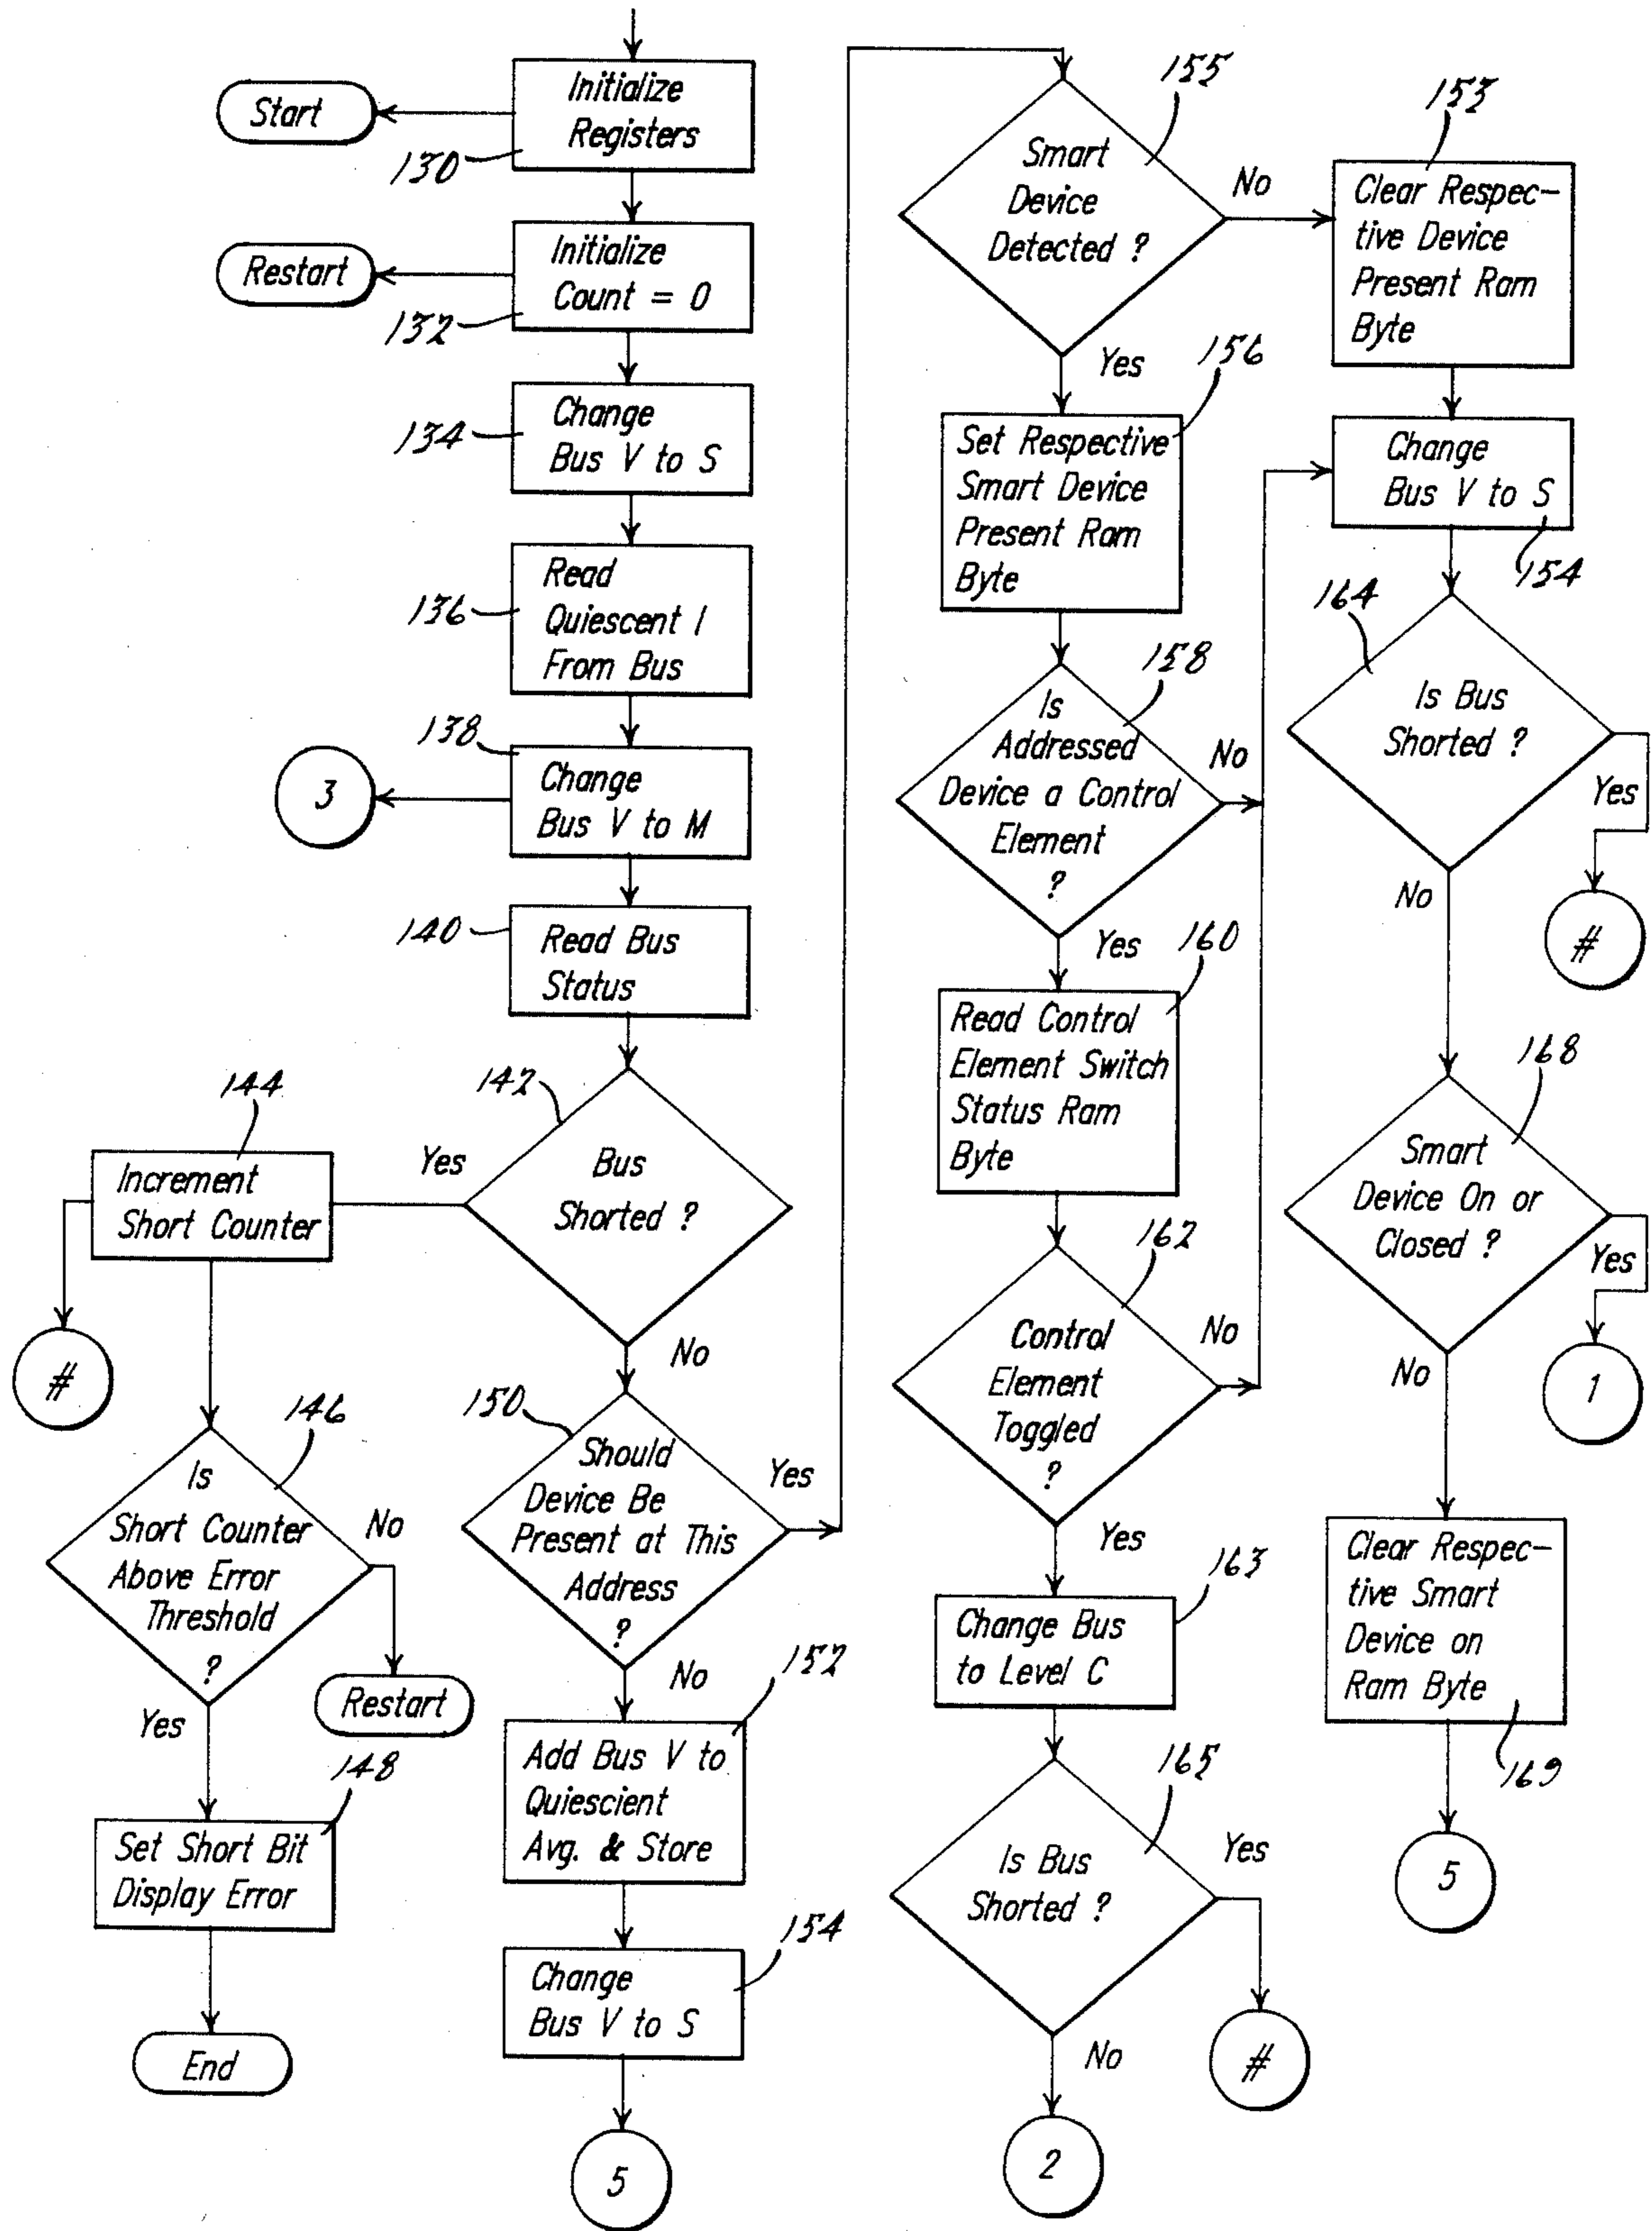 Start
Initialize
Registers
130
Restart
Initialize
Count = 0
132
Change
Bus V to S
134
Read
Quiescent I
From Bus
136
138
Change
Bus V to M
3
140
Read Bus
Status
142
Bus
Shorted ?
Yes
No
144
Increment
Short Counter
#
146
Is
Short Counter
Above Error
Threshold
?
No
Restart
Yes
148
Set Short Bit
Display Error
End
150
Should
Device Be
Present at This
Address
?
Yes
No
152
Add Bus V to
Quiescient
Avg. & Store
154
Change
Bus V to S
5
155
Smart
Device
Detected ?
No
Yes
156
Set Respective
Smart Device
Present Ram
Byte
158
Is
Addressed
Device a Control
Element
?
No
Yes
160
Read Control
Element Switch
Status Ram
Byte
162
Control
Element
Toggled
?
No
Yes
163
Change Bus
to Level C
165
Is Bus
Shorted ?
Yes
#
No
2
153
Clear Respec-
tive Device
Present Ram
Byte
Change
Bus V to S
154
164
Is Bus
Shorted ?
Yes
#
No
168
Smart
Device On or
Closed ?
Yes
1
No
Clear Respec-
tive Smart
Device on
Ram Byte
169
5